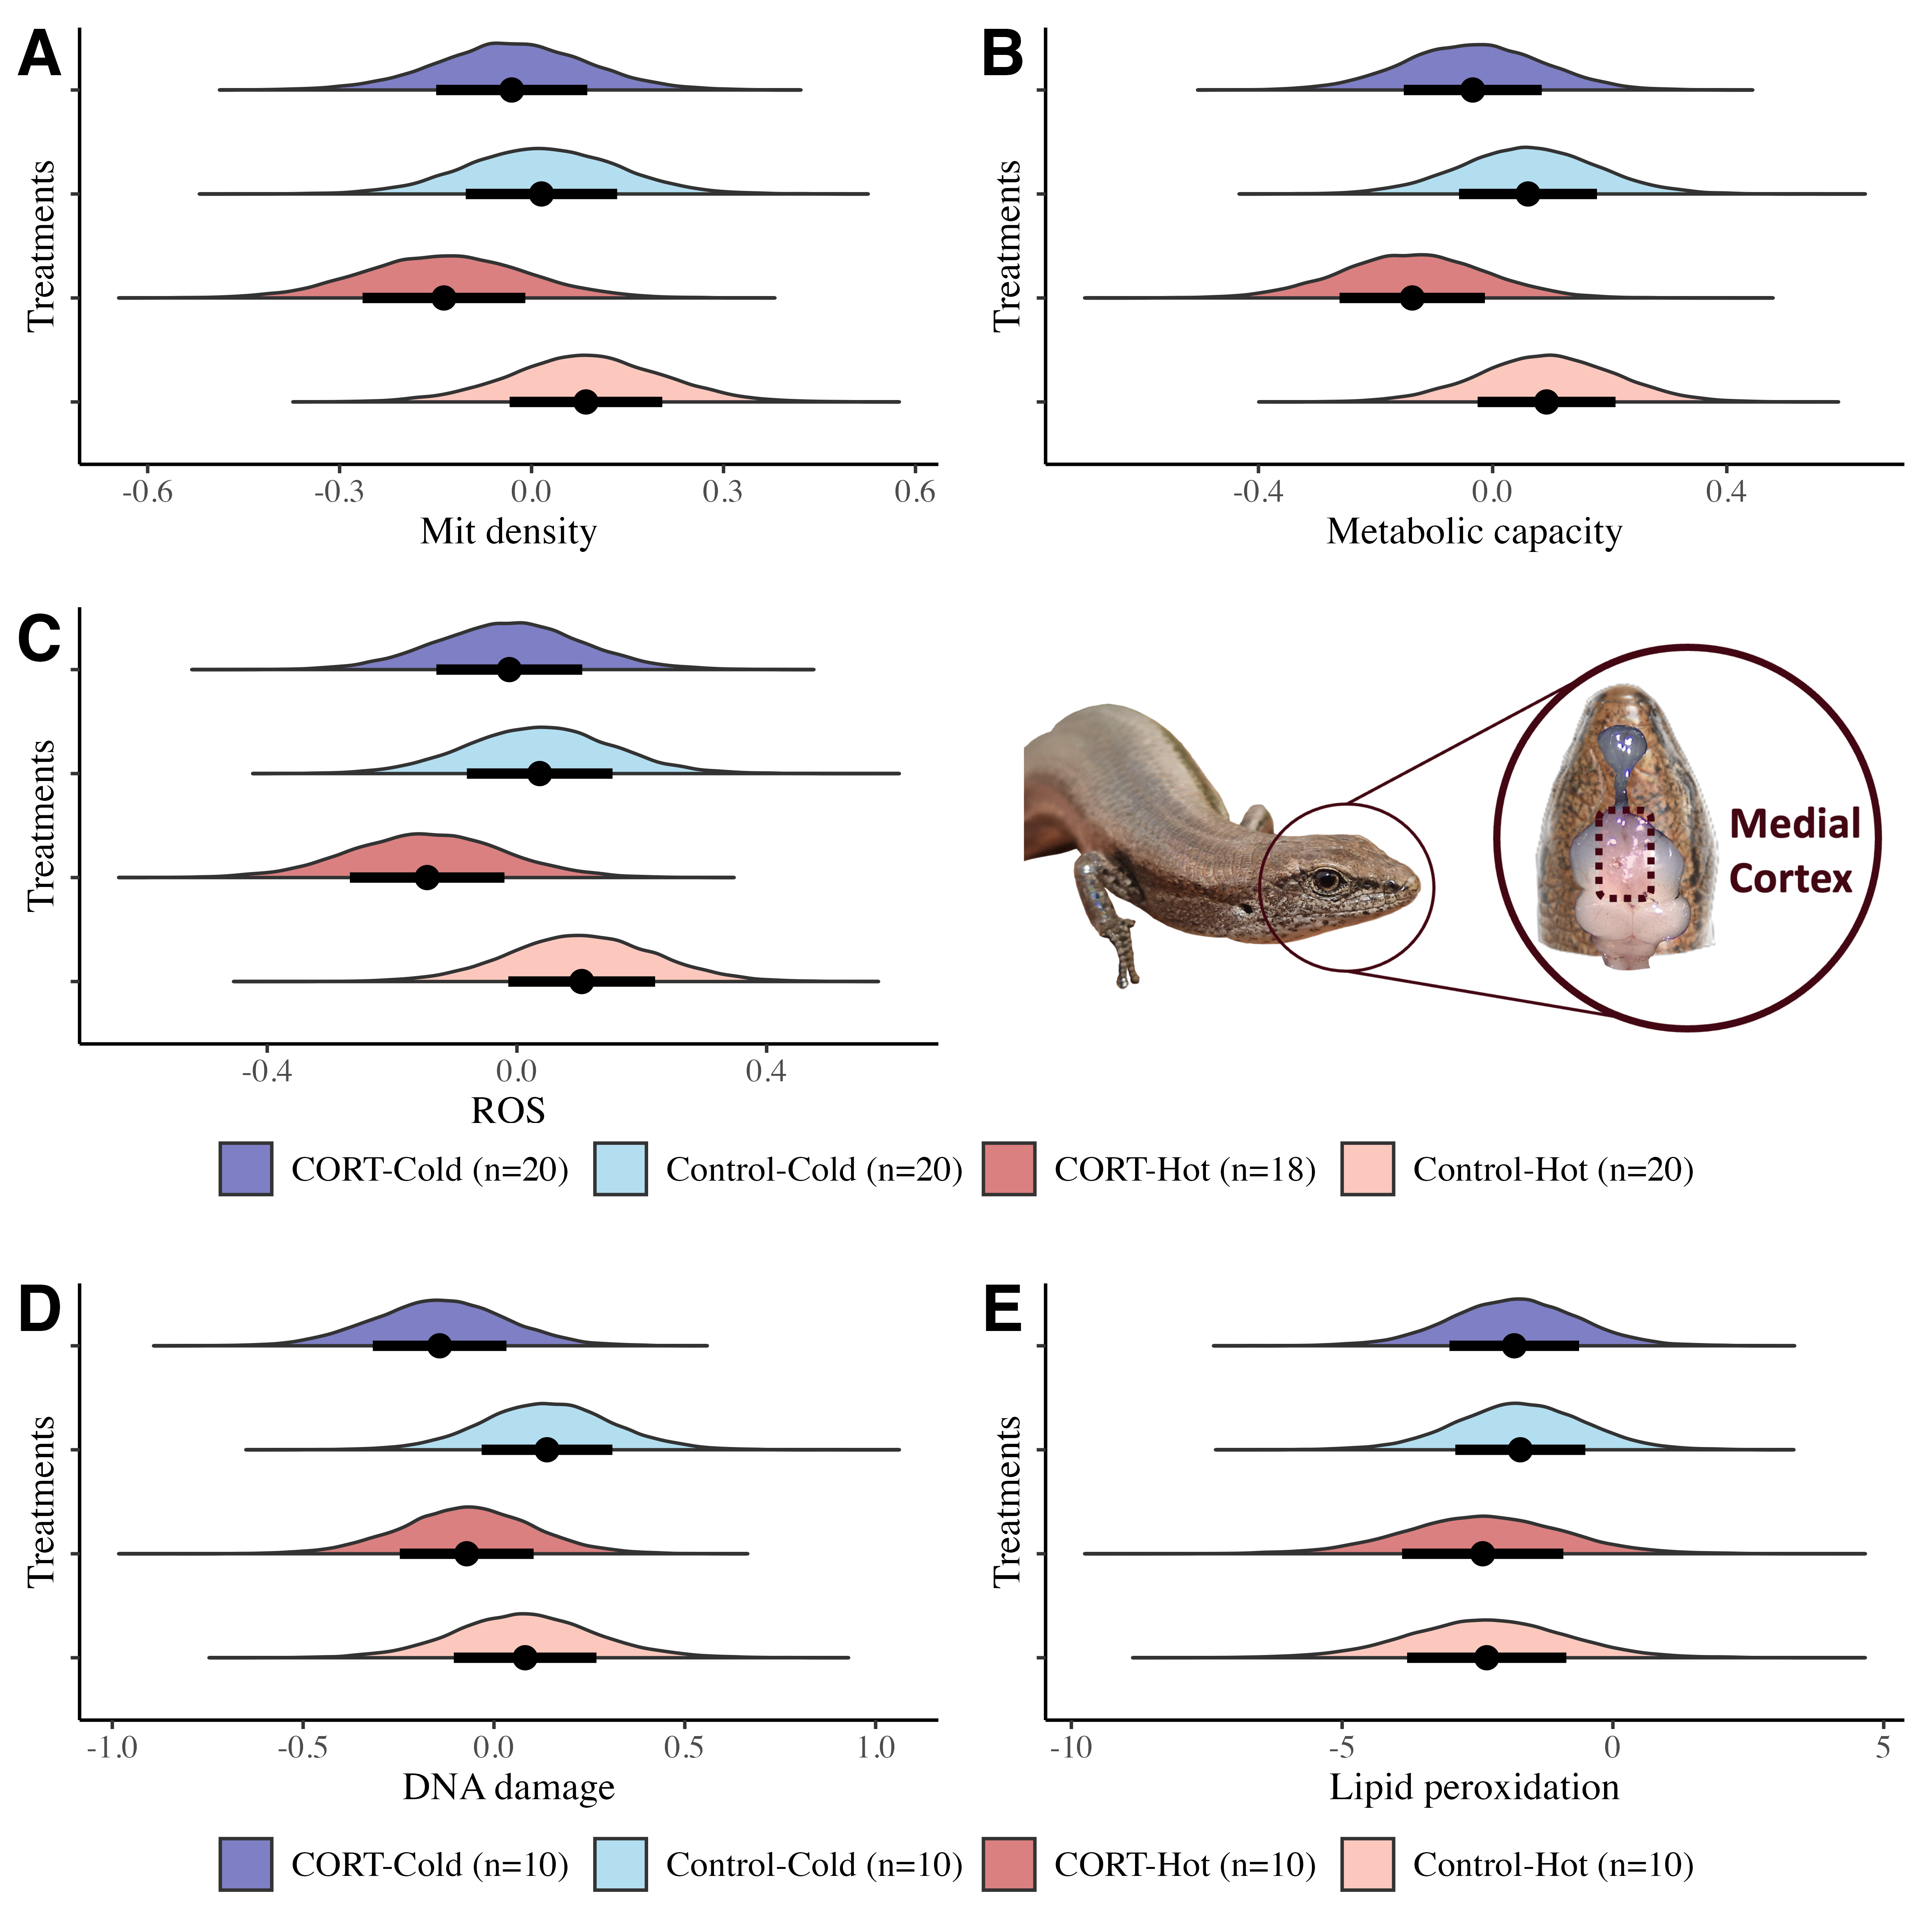 A
Treatments
-0.6 -0.3 0.0 0.3 0.6
Mit density
B
Treatments
-0.4 0.0 0.4
Metabolic capacity
C
Treatments
-0.4 0.0 0.4
ROS
Medial
Cortex
CORT-Cold (n=20) Control-Cold (n=20) CORT-Hot (n=18) Control-Hot (n=20)
D
Treatments
-1.0 -0.5 0.0 0.5 1.0
DNA damage
E
Treatments
-10 -5 0 5
Lipid peroxidation
CORT-Cold (n=10) Control-Cold (n=10) CORT-Hot (n=10) Control-Hot (n=10)